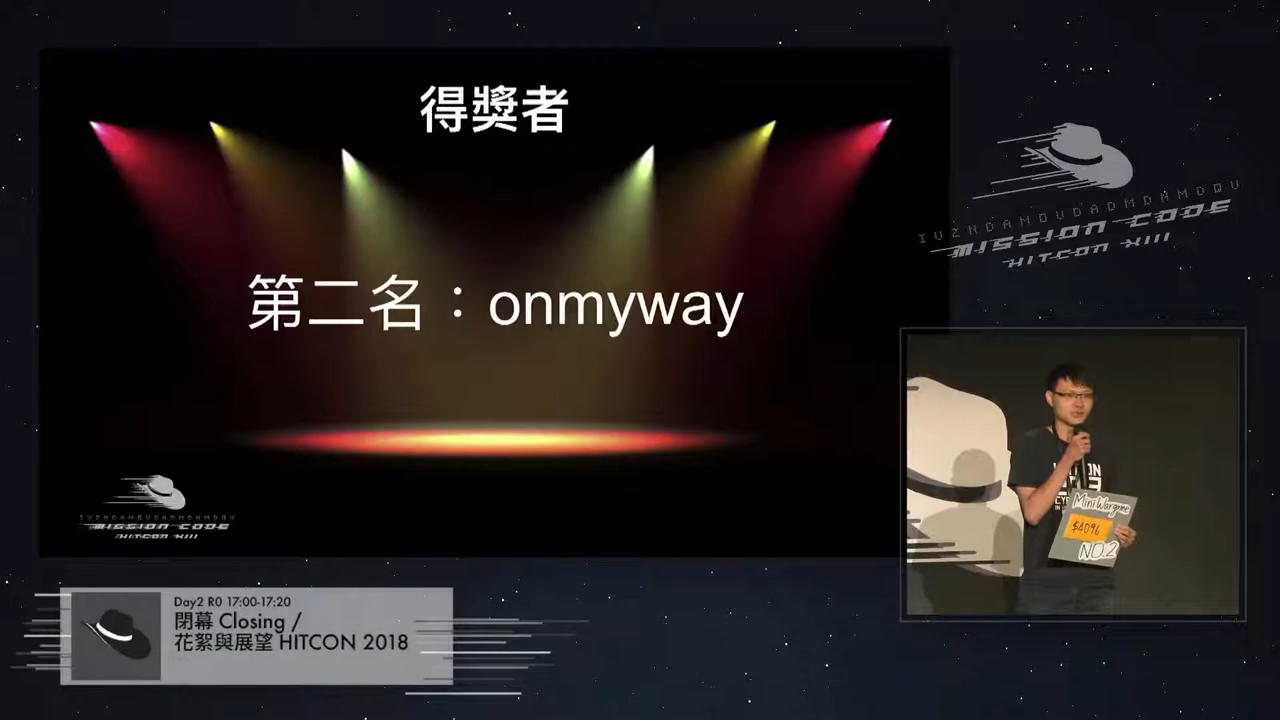 得獎者
第二名：onmyway
MISSION CODE
HITCON XIII
MISSION CODE
HITCON XIII
MiniWargame
$4096
NO.2
Day2 R0 17:00-17:20
閉幕 Closing /
花絮與展望 HITCON 2018